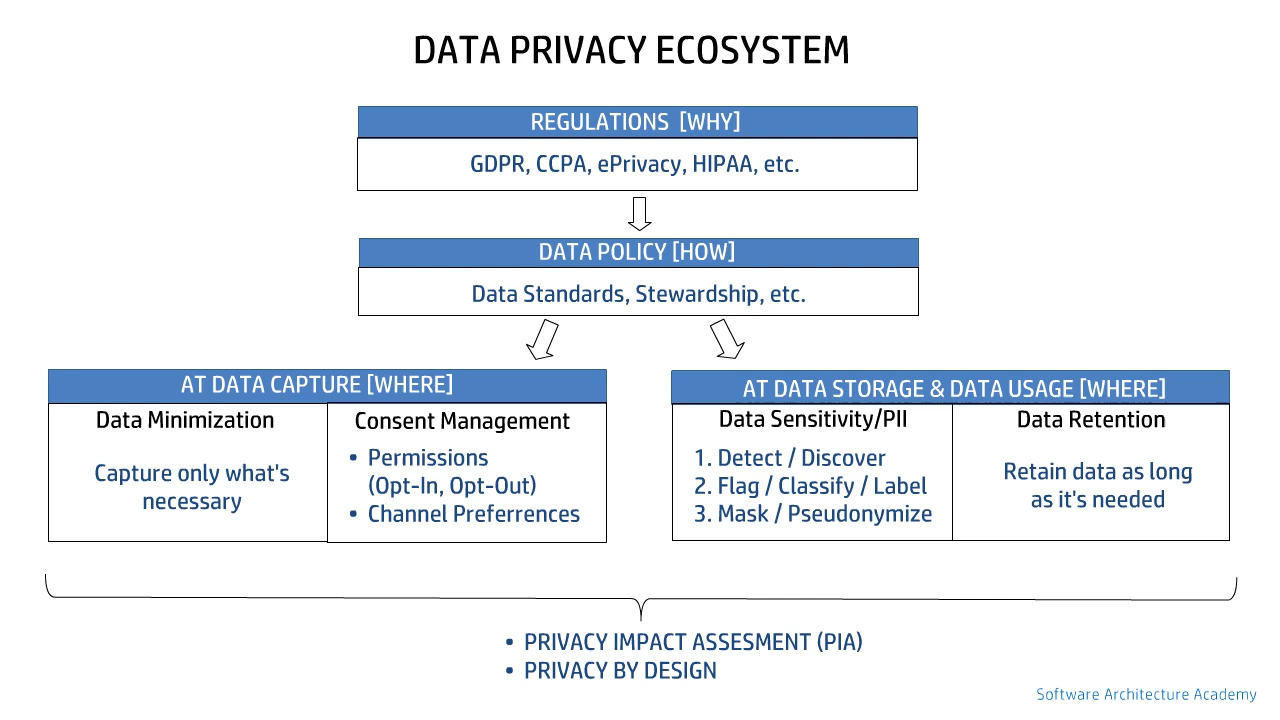 DATA PRIVACY ECOSYSTEM
REGULATIONS [WHY]
GDPR, CCPA, ePrivacy, HIPAA, etc.
DATA POLICY [HOW]
Data Standards, Stewardship, etc.
AT DATA CAPTURE [WHERE]
Data Minimization
Capture only what's
necessary
Consent Management
• Permissions
(Opt-In, Opt-Out)
• Channel Preferrences
AT DATA STORAGE & DATA USAGE [WHERE]
Data Sensitivity/PII
1. Detect / Discover
2. Flag / Classify / Label
3. Mask / Pseudonymize
Data Retention
Retain data as long
as it's needed
• PRIVACY IMPACT ASSESMENT (PIA)
• PRIVACY BY DESIGN
Software Architecture Academy